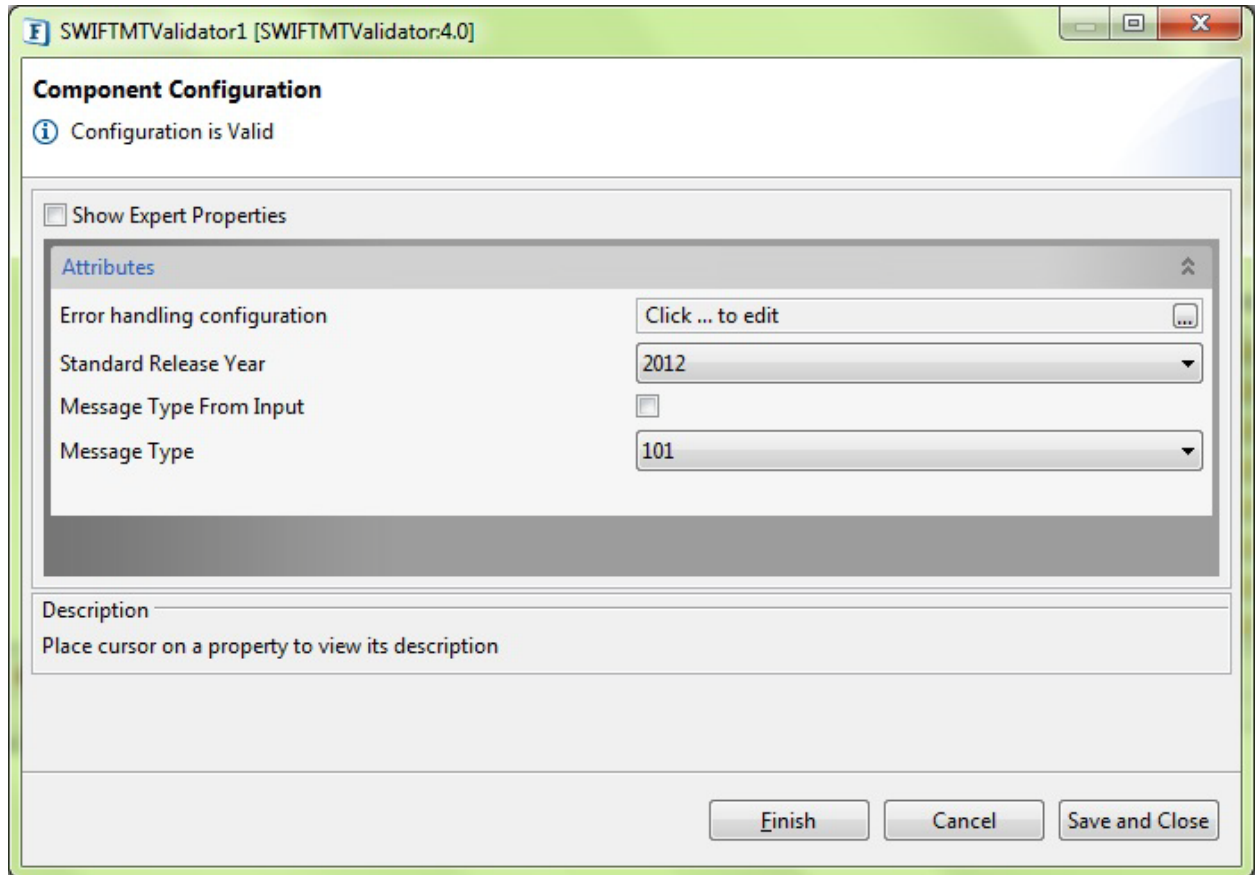 SWIFTMTValidator1 [SWIFTMTValidator:4.0]
Component Configuration
Configuration is Valid
Show Expert Properties
Attributes
Error handling configuration Click ... to edit ...
Standard Release Year 2012
Message Type From Input
Message Type 101
Description
Place cursor on a property to view its description
Finish Cancel Save and Close